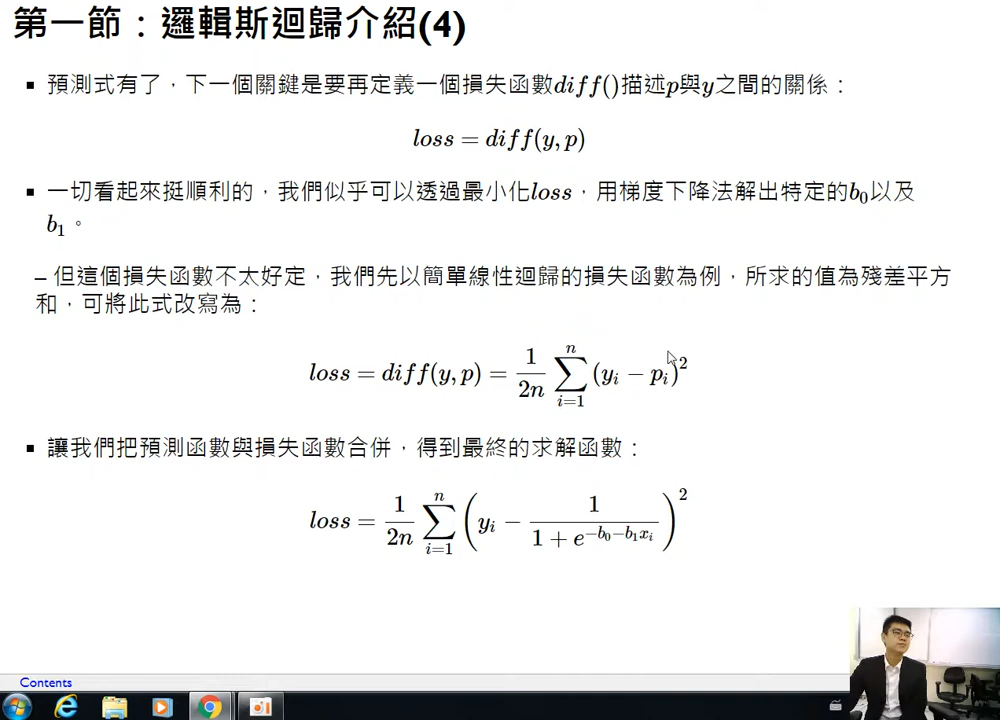 第一節：邏輯斯迴歸介紹(4)
▪ 預測式有了，下一個關鍵是要再定義一個損失函數diff()描述p與y之間的關係：
loss = diff(y, p)
▪ 一切看起來挺順利的，我們似乎可以透過最小化loss，用梯度下降法解出特定的b₀以及
b₁。
– 但這個損失函數不太好定，我們先以簡單線性迴歸的損失函數為例，所求的值為殘差平方
和，可將此式改寫為：
loss = diff(y, p) = \frac{1}{2n} \sum_{i=1}^{n} (y_i − p_i)^2
▪ 讓我們把預測函數與損失函數合併，得到最終的求解函數：
loss = \frac{1}{2n} \sum_{i=1}^{n} \left( y_i − \frac{1}{1 + e^{−b_0−b_1x_i}} \right)^2
Contents